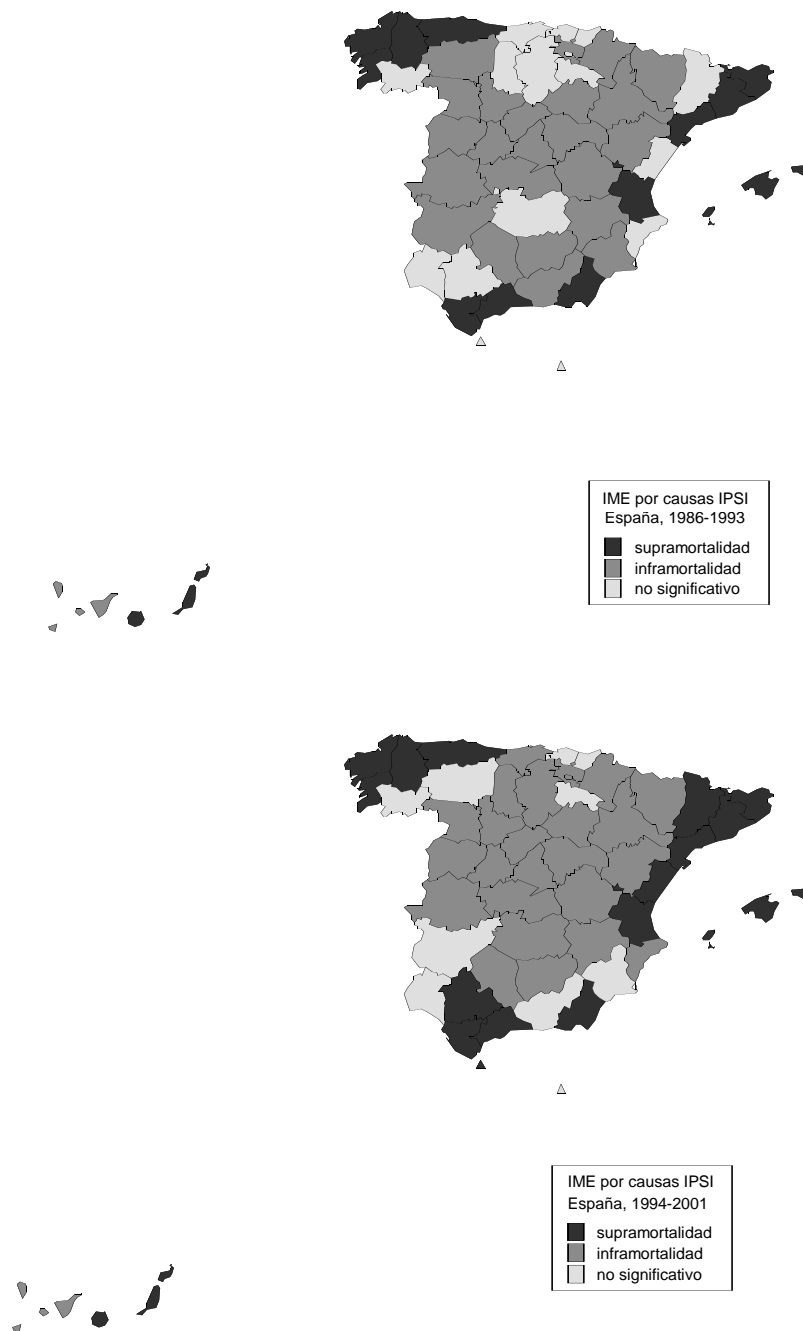 IME por causas IPSI
España, 1986-1993
supramortalidad
inframortalidad
no significativo
IME por causas IPSI
España, 1994-2001
supramortalidad
inframortalidad
no significativo